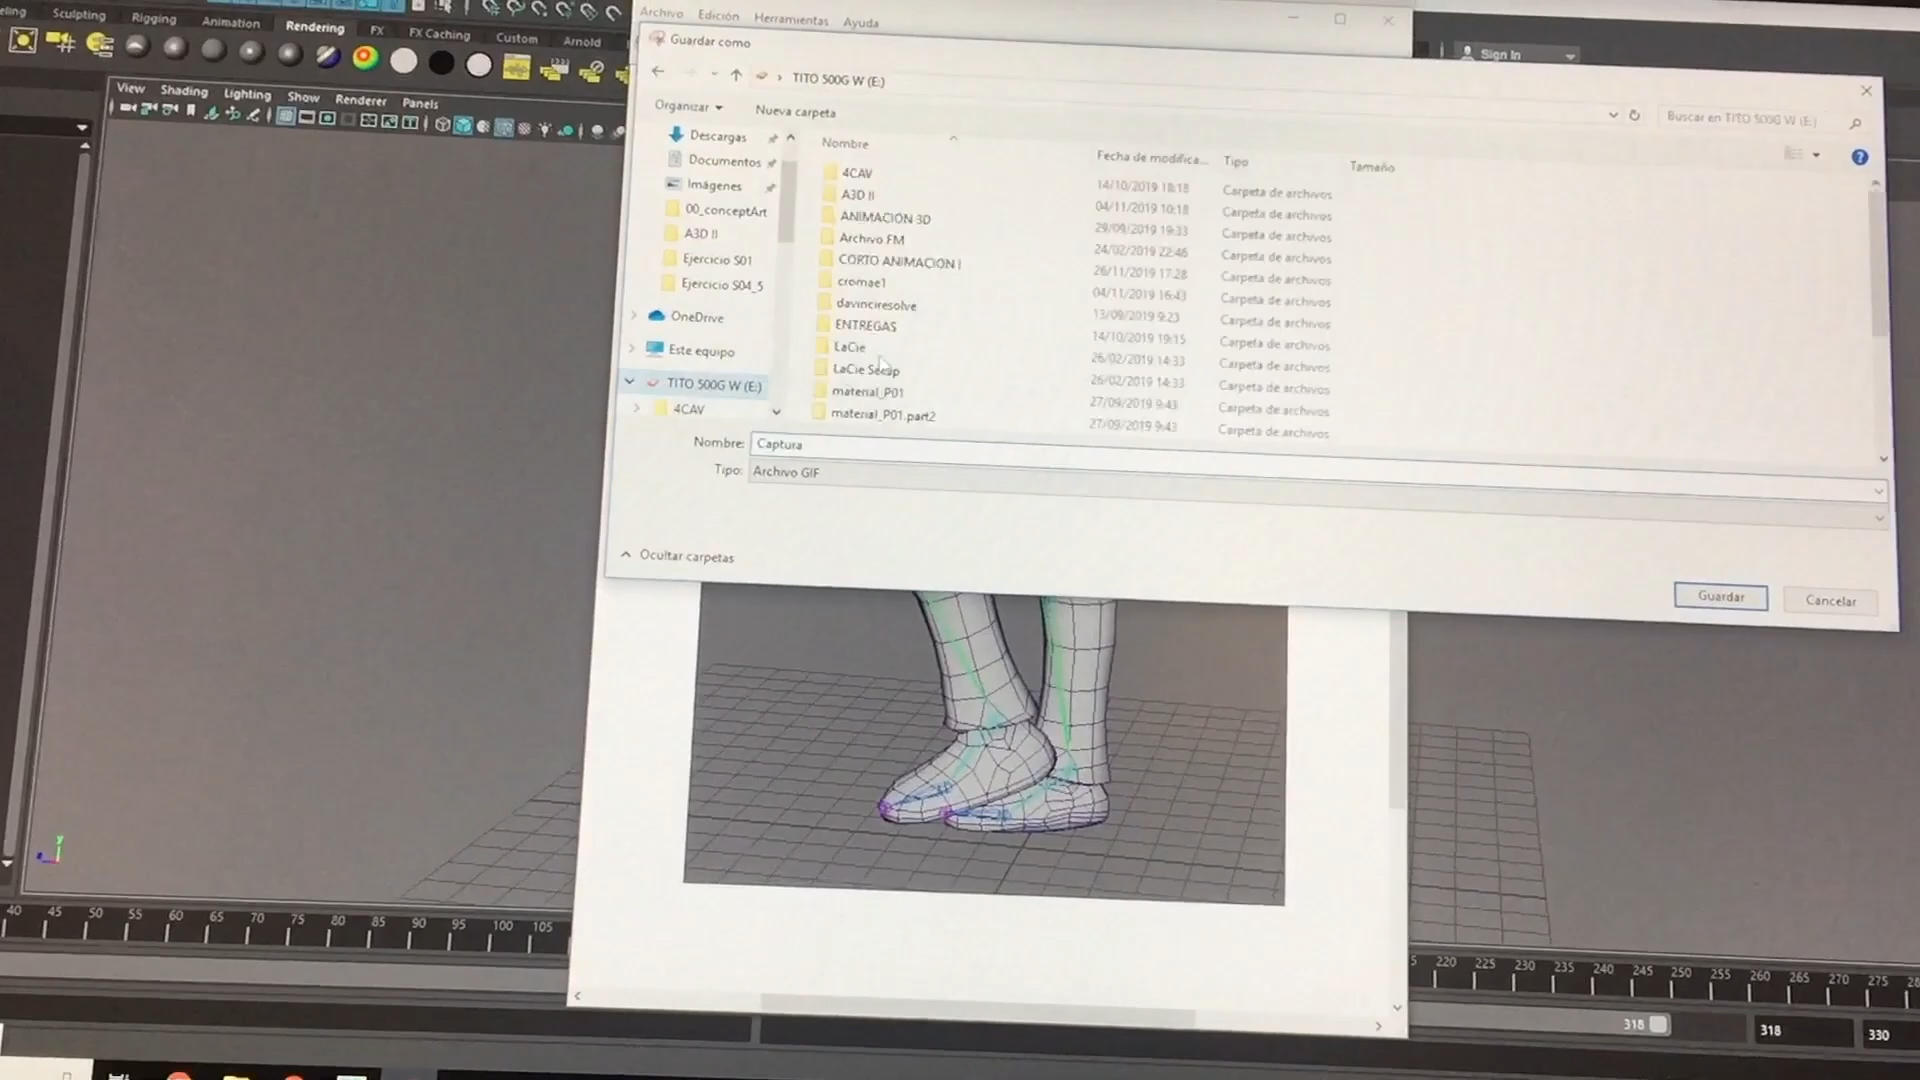 Sculpting Rigging Animation Rendering FX FX Caching Custom Arnold
View Shading Lighting Show Renderer Panels
Archivo Edición Herramientas Ayuda
Sign In
Guardar como
TITO 500G W (E:)
Buscar en TITO 500G W (E:)
Organizar Nueva carpeta
Descargas
Documentos
Imágenes
00_conceptArt
A3D II
Ejercicio S01
Ejercicio S04_5
OneDrive
Este equipo
TITO 500G W (E:)
4CAV
Nombre Fecha de modifica... Tipo Tamaño
4CAV 14/10/2019 18:18 Carpeta de archivos
A3D II 04/11/2019 10:18 Carpeta de archivos
ANIMACION 3D 29/09/2019 19:33 Carpeta de archivos
Archivo FM 24/02/2019 22:46 Carpeta de archivos
CORTO ANIMACION I 26/11/2019 17:28 Carpeta de archivos
cromae1 04/11/2019 16:43 Carpeta de archivos
davinciresolve 13/09/2019 9:23 Carpeta de archivos
ENTREGAS 14/10/2019 19:15 Carpeta de archivos
LaCie 26/02/2019 14:33 Carpeta de archivos
LaCie 26/02/2019 14:33 Carpeta de archivos
material_P01 27/09/2019 9:43 Carpeta de archivos
material_P01.part2 27/09/2019 9:43 Carpeta de archivos
Nombre: Captura
Tipo: Archivo GIF
Ocultar carpetas
Guardar Cancelar
40 45 50 55 60 65 70 75 80 85 90 95 100 105
220 225 230 235 240 245 250 255 260 265 270 275
318 318 330